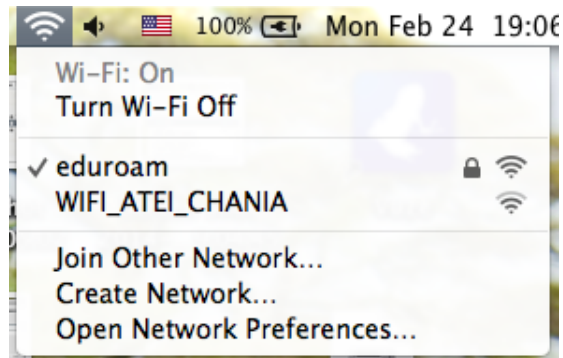 100% Mon Feb 24 19:06
Wi-Fi: On
Turn Wi-Fi Off
eduroam
WIFI_ATEI_CHANIA
Join Other Network...
Create Network...
Open Network Preferences...